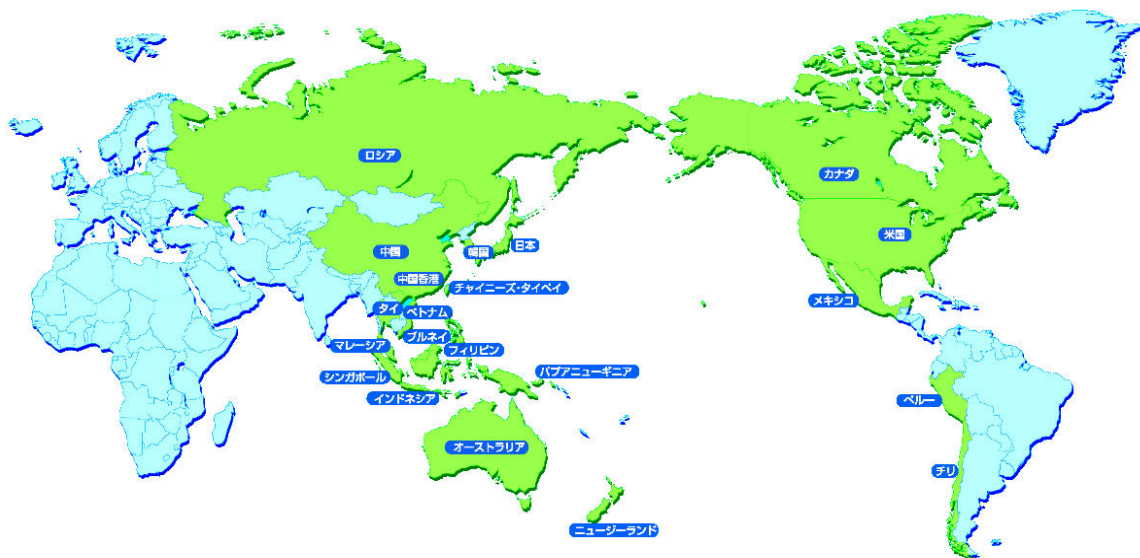 ロシア
カナダ
米国
中国
韓国
日本
中国香港
チャイニーズ・タイペイ
メキシコ
タイ
ベトナム
ブルネイ
マレーシア
フィリピン
シンガポール
パプアニューギニア
インドネシア
ペルー
オーストラリア
チリ
ニュージーランド